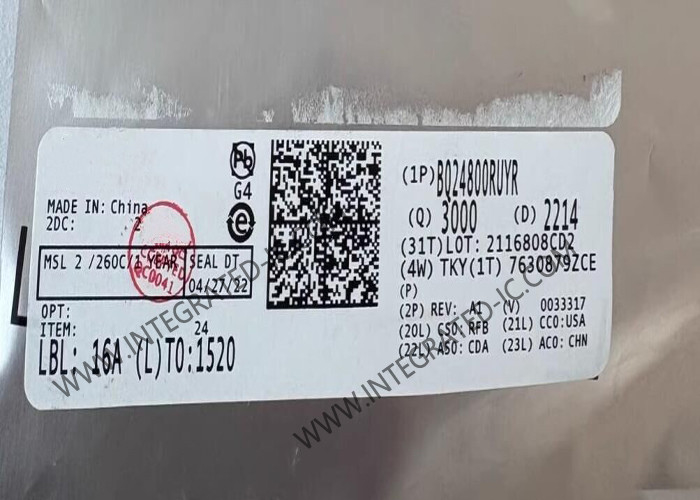 Pb
G4
e
MADE IN: China
2DC: 2
MSL 2 /260C/1 YEAR SEAL DT
04/27/22
OPT:
ITEM: 24
LBL: 16A (L)TO:1520
(1P)BQ24800RUYR
(Q) 3000 (D) 2214
(31T)LOT: 2116808CD2
(4W) TKY(1T) 7630879ZCE
(P)
(2P) REV: A1 (V) 0033317
(20L) CSO: RFB (21L) CCO:USA
(22L) ASO: CDA (23L) ACO: CHN
QC0041
WWW.INTEGRATED-IC.COM
WWW.INTEGRATED-IC.COM